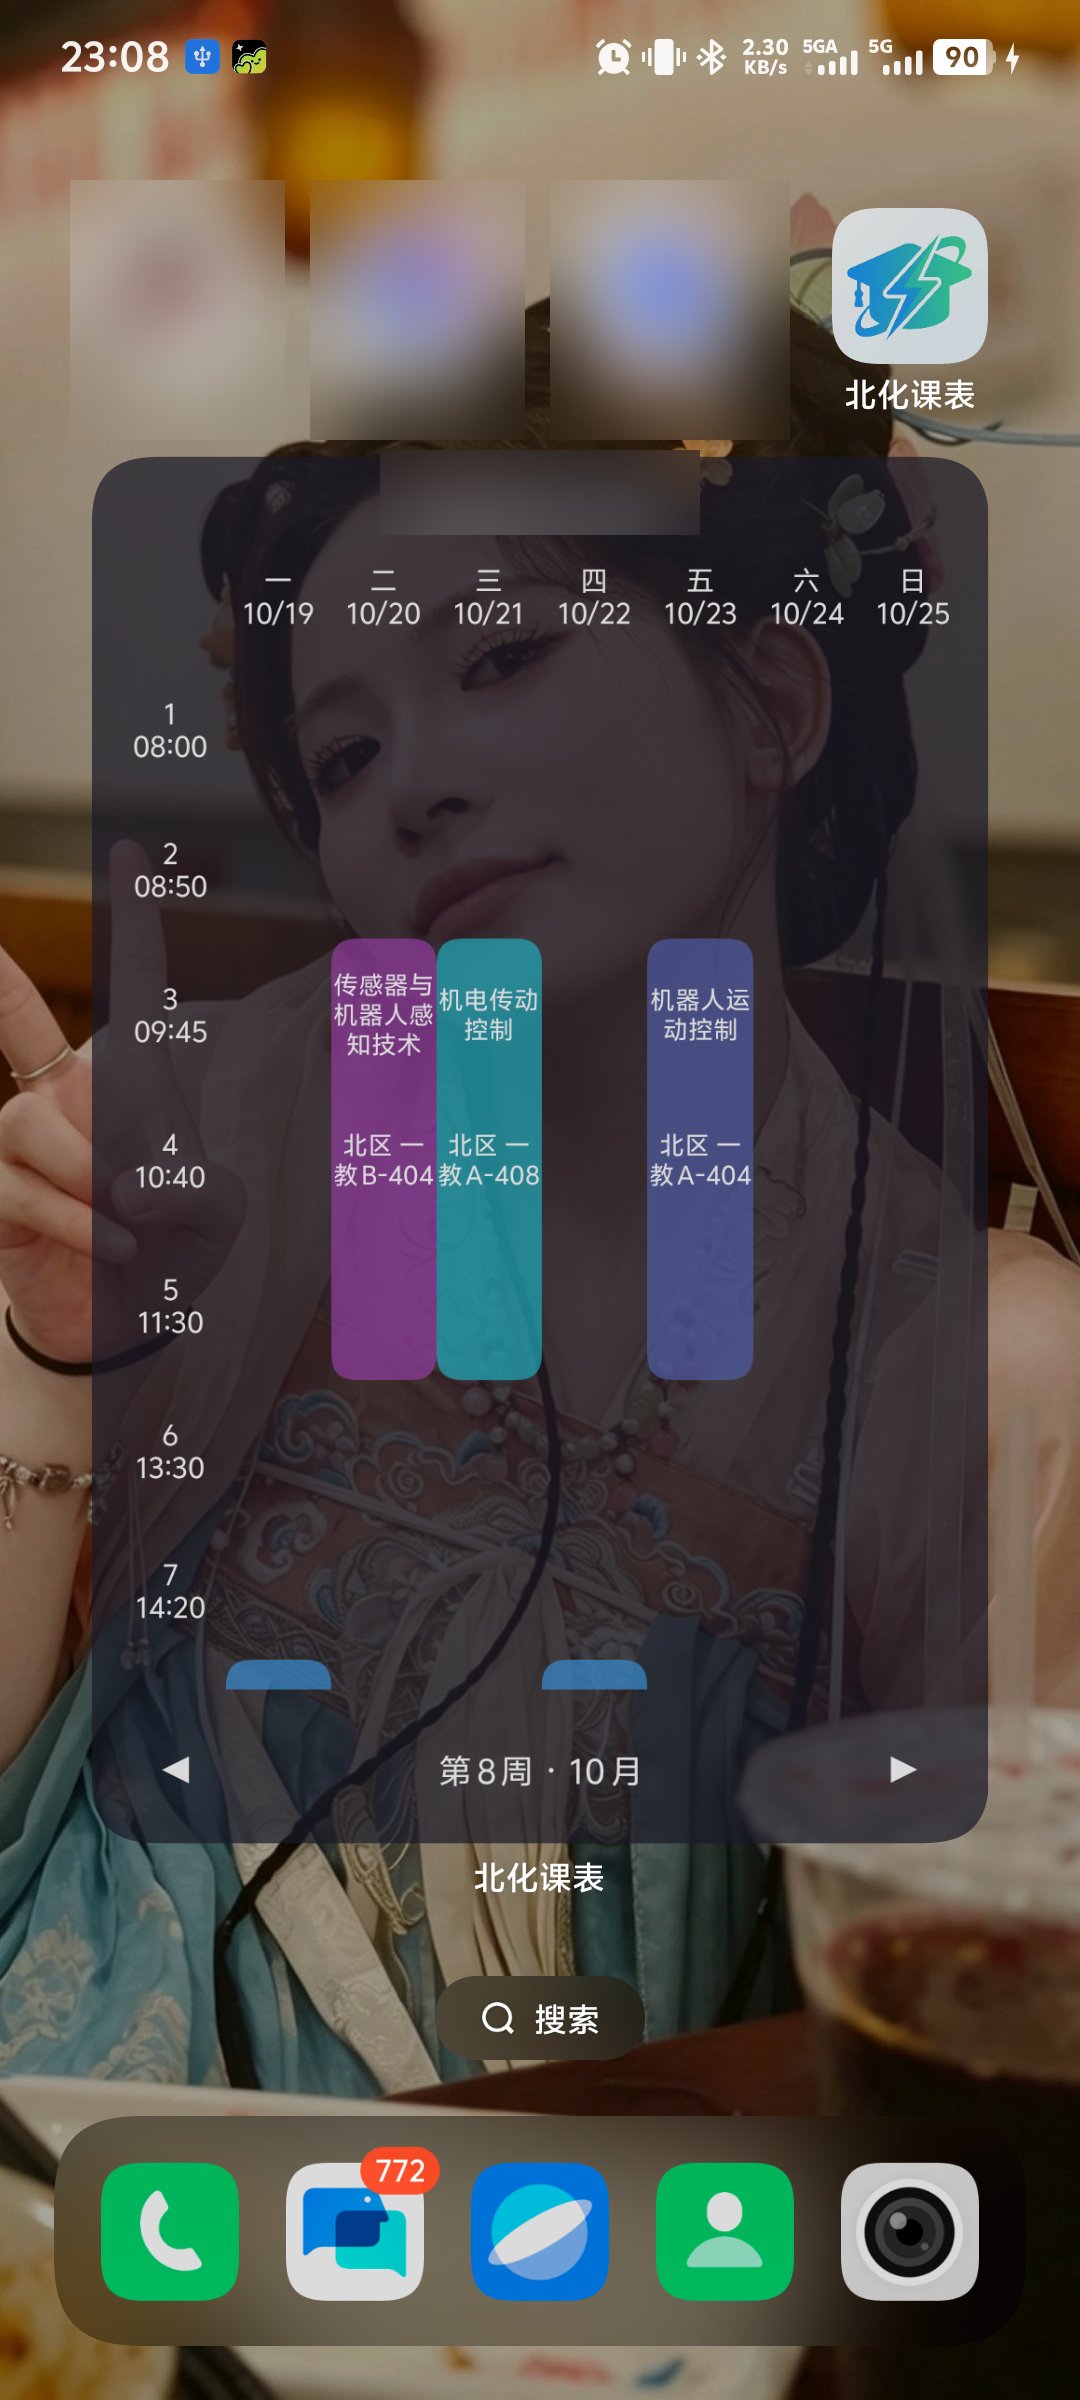 23:08
2.30
KB/s
5GA
5G
90
北化课表
一 二 三 四 五 六 日
10/19 10/20 10/21 10/22 10/23 10/24 10/25
1
08:00
2
08:50
3
09:45
4
10:40
5
11:30
6
13:30
7
14:20
传感器与
机器人感
知技术
北区 一
教B-404
机电传动
控制
北区 一
教A-408
机器人运
动控制
北区 一
教A-404
第8周 · 10月
北化课表
搜索
772